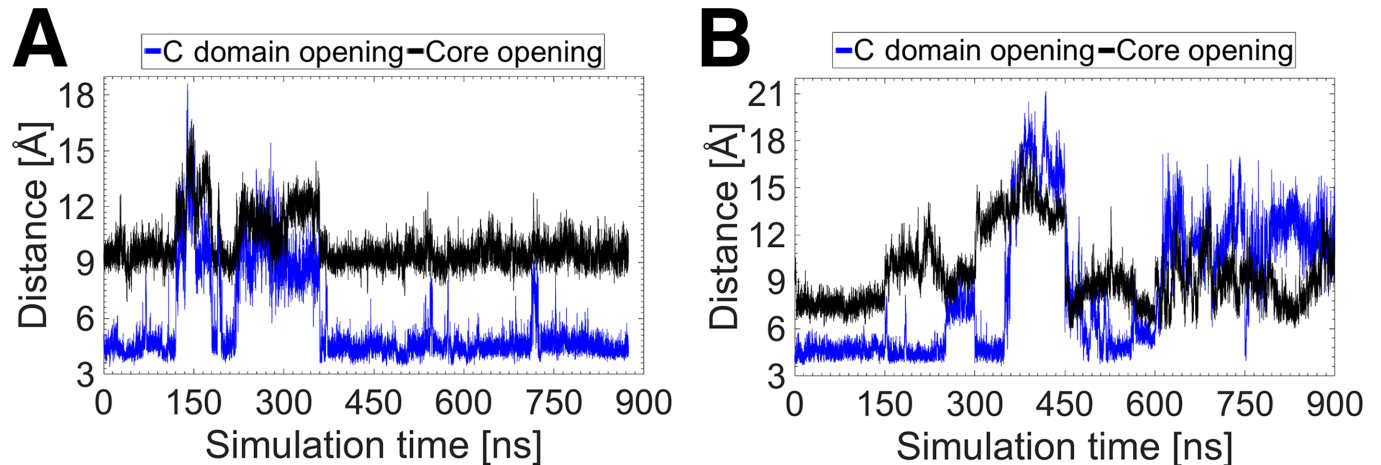 A
C domain opening Core opening
18
15
12
9
6
3
Distance [Å]
0 150 300 450 600 750 900
Simulation time [ns]
B
C domain opening Core opening
21
18
15
12
9
6
3
Distance [Å]
0 150 300 450 600 750 900
Simulation time [ns]